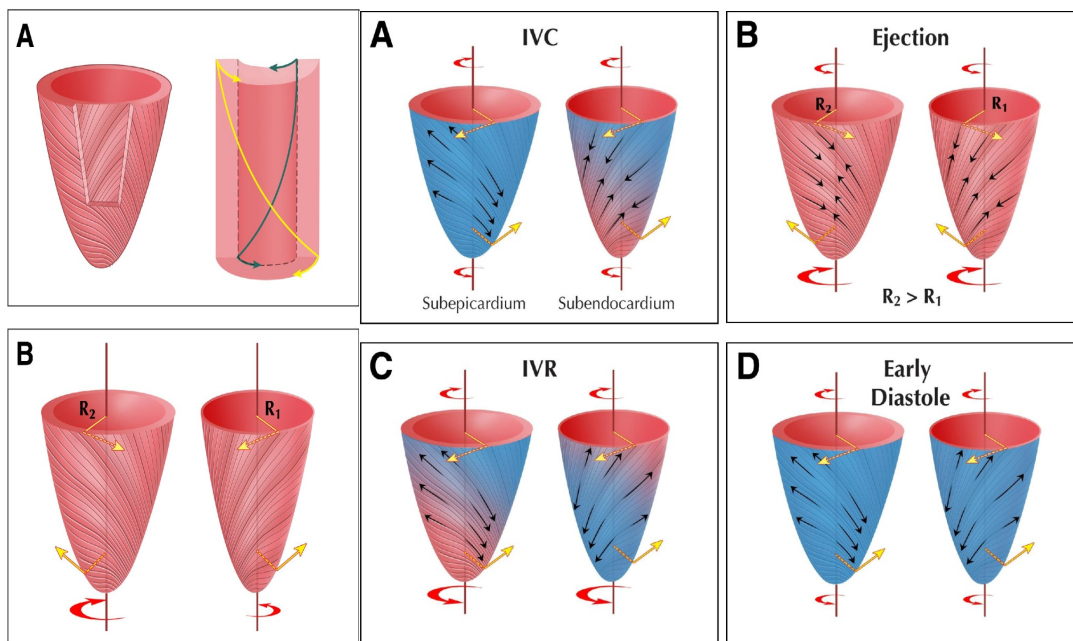 A
B
R₂
R₁
A
IVC
Subepicardium
Subendocardium
B
Ejection
R₂
R₁
R₂ > R₁
C
IVR
D
Early
Diastole